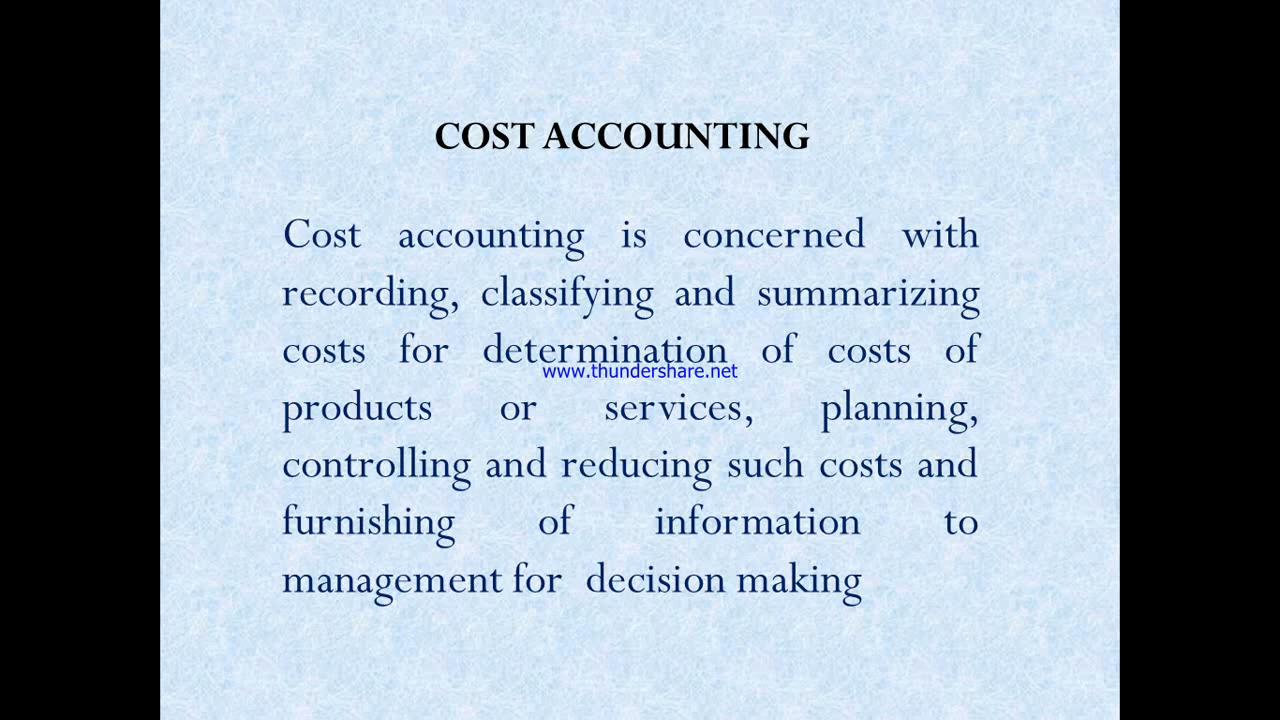 COST ACCOUNTING
Cost accounting is concerned with
recording, classifying and summarizing
costs for determination of costs of
www.thundershare.net
products or services, planning,
controlling and reducing such costs and
furnishing of information to
management for decision making